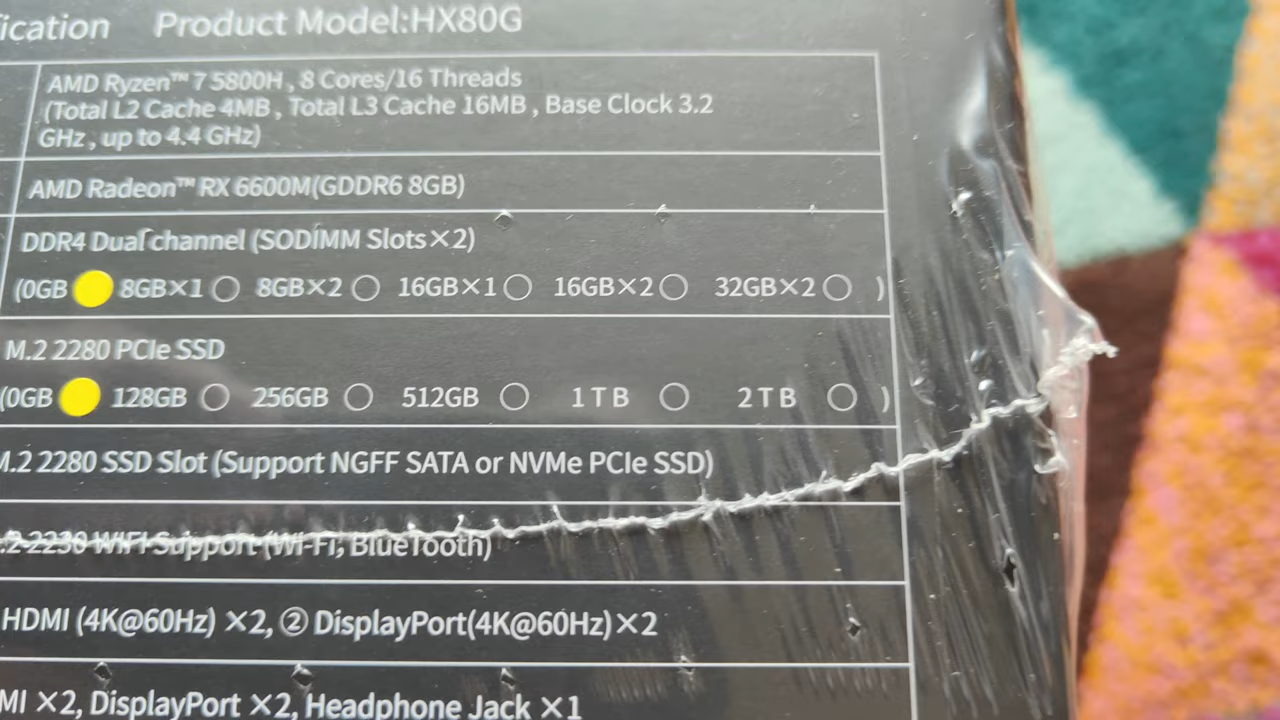 ification Product Model:HX80G
AMD Ryzen™ 7 5800H , 8 Cores/16 Threads
(Total L2 Cache 4MB , Total L3 Cache 16MB , Base Clock 3.2
GHz , up to 4.4 GHz)
AMD Radeon™ RX 6600M(GDDR6 8GB)
DDR4 Dual channel (SODIMM Slots×2)
(0GB 8GB×1 ○ 8GB×2 ○ 16GB×1 ○ 16GB×2 ○ 32GB×2 ○ )
M.2 2280 PCIe SSD
(0GB 128GB ○ 256GB ○ 512GB ○ 1TB ○ 2TB ○ )
M.2 2280 SSD Slot (Support NGFF SATA or NVMe PCIe SSD)
.2 2230 WIFI Support (Wi-Fi, BlueTooth)
HDMI (4K@60Hz) ×2, ② DisplayPort(4K@60Hz)×2
MI ×2, DisplayPort ×2, Headphone Jack ×1